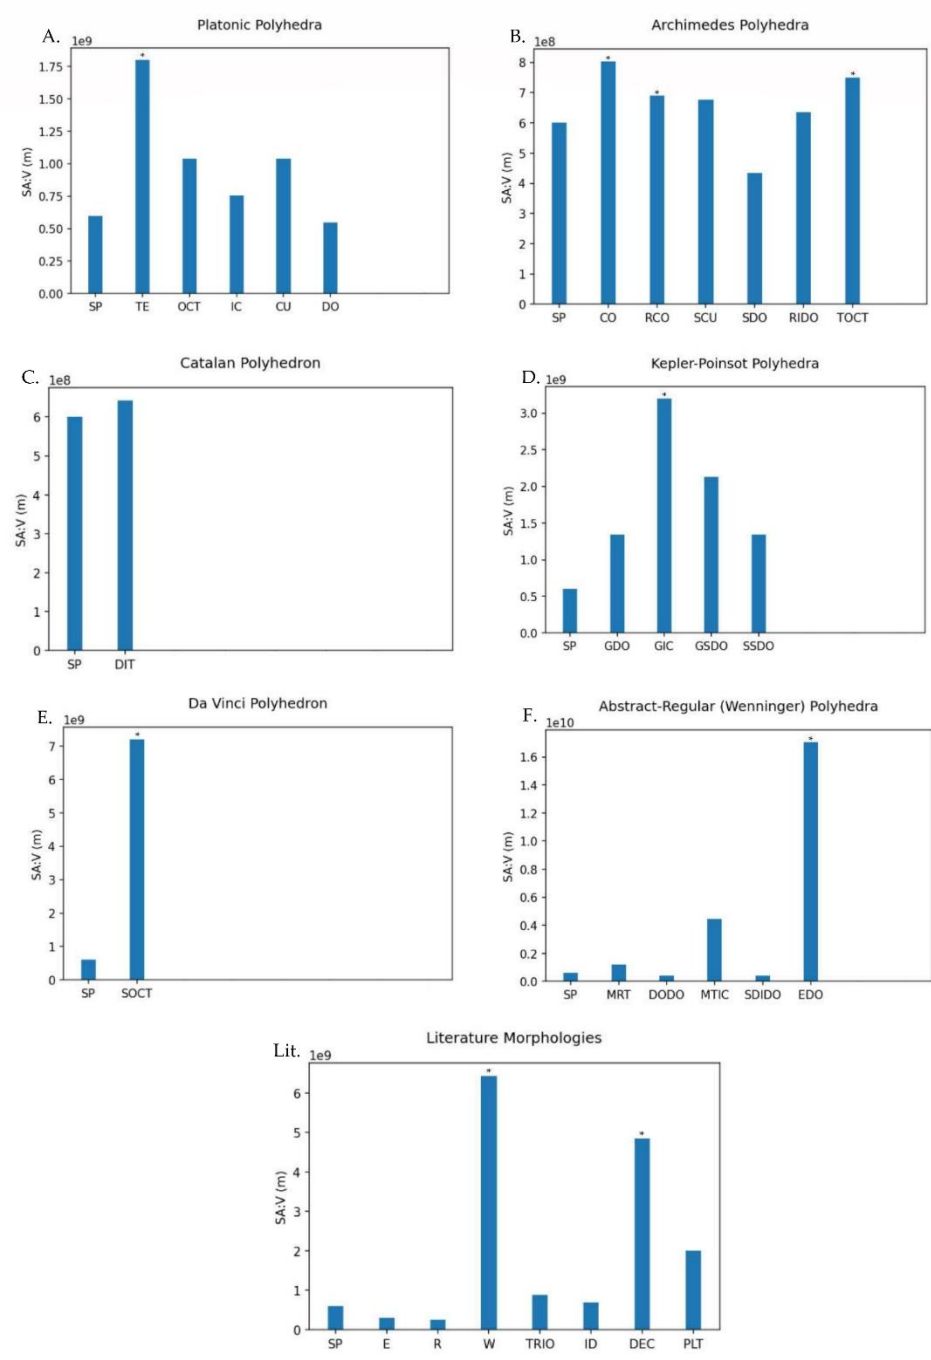 Platonic Polyhedra
A.
1e9
SA:V (m)
1.75
1.50
1.25
1.00
0.75
0.50
0.25
0.00
*
SP TE OCT IC CU DO
Archimedes Polyhedra
B.
1e8
SA:V (m)
8
7
6
5
4
3
2
1
0
* * *
SP CO RCO SCU SDO RIDO TOCT
Catalan Polyhedron
C.
1e8
SA:V (m)
6
5
4
3
2
1
0
SP DIT
Kepler-Poinsot Polyhedra
D.
1e9
SA:V (m)
3.0
2.5
2.0
1.5
1.0
0.5
0.0
*
SP GDO GIC GSDO SSDO
Da Vinci Polyhedron
E.
1e9
SA:V (m)
7
6
5
4
3
2
1
0
*
SP SOCT
Abstract-Regular (Wenninger) Polyhedra
F.
1e10
SA:V (m)
1.6
1.4
1.2
1.0
0.8
0.6
0.4
0.2
0.0
*
SP MRT DODO MTIC SDIDO EDO
Literature Morphologies
Lit.
1e9
SA:V (m)
6
5
4
3
2
1
0
* *
SP E R W TRIO ID DEC PLT